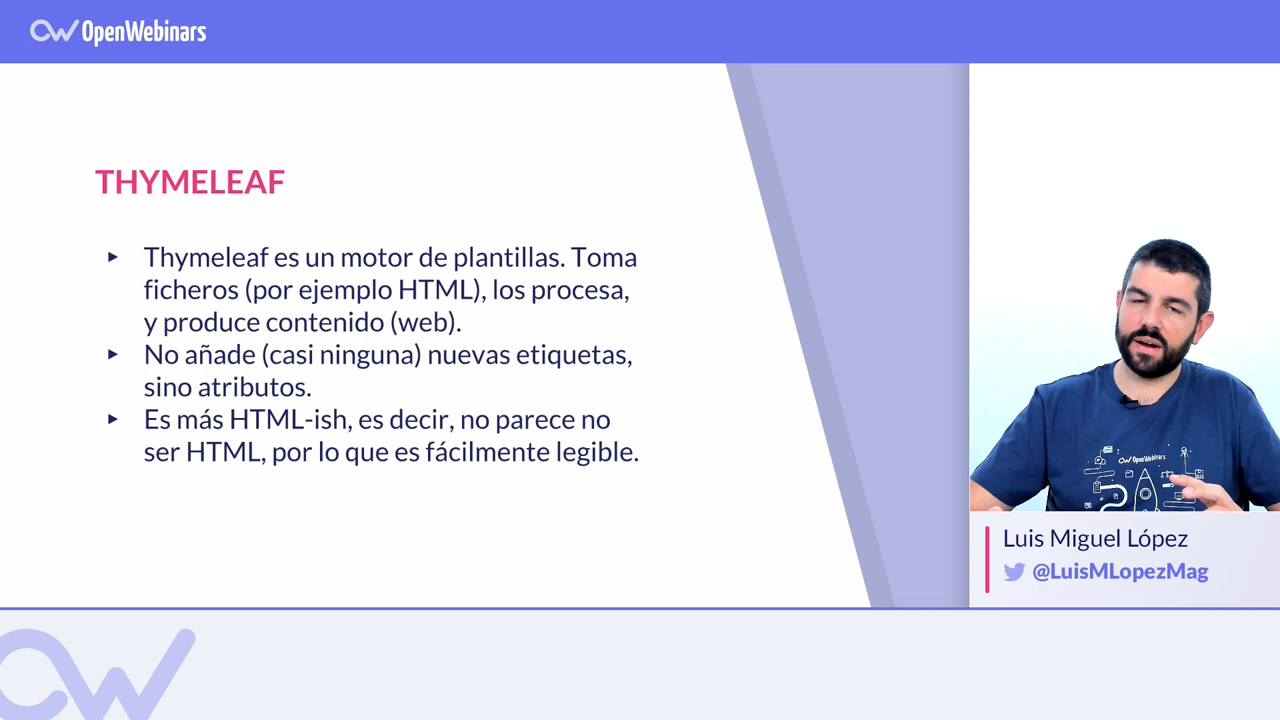 OpenWebinars
THYMELEAF
‣ Thymeleaf es un motor de plantillas. Toma
ficheros (por ejemplo HTML), los procesa,
y produce contenido (web).
‣ No añade (casi ninguna) nuevas etiquetas,
sino atributos.
‣ Es más HTML-ish, es decir, no parece no
ser HTML, por lo que es fácilmente legible.
OpenWebinars
Luis Miguel López
@LuisMLopezMag